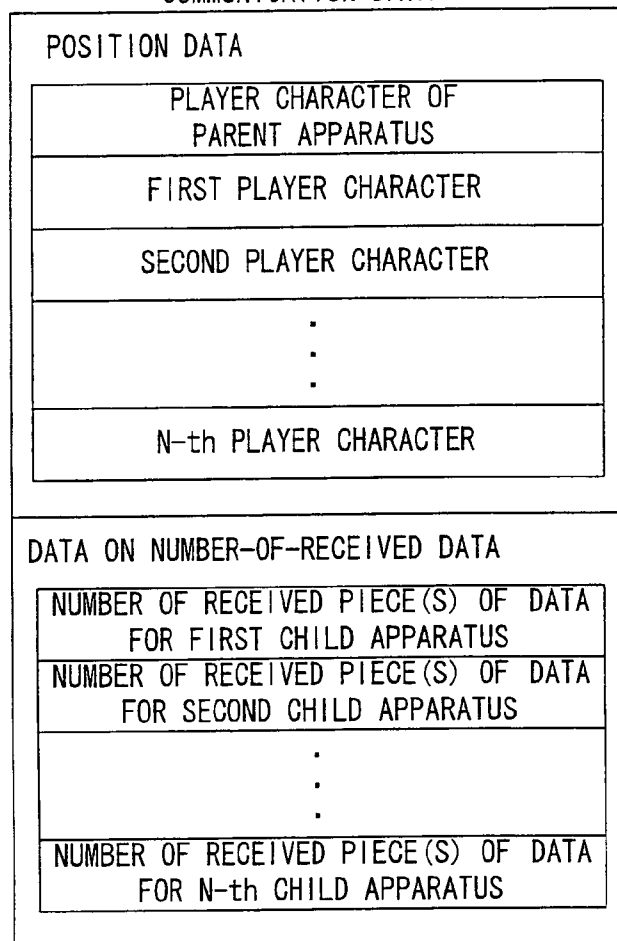 POSITION DATA
PLAYER CHARACTER OF
PARENT APPARATUS
FIRST PLAYER CHARACTER
SECOND PLAYER CHARACTER
.
.
.
N-th PLAYER CHARACTER
DATA ON NUMBER-OF-RECEIVED DATA
NUMBER OF RECEIVED PIECE(S) OF DATA
FOR FIRST CHILD APPARATUS
NUMBER OF RECEIVED PIECE(S) OF DATA
FOR SECOND CHILD APPARATUS
.
.
.
NUMBER OF RECEIVED PIECE(S) OF DATA
FOR N-th CHILD APPARATUS